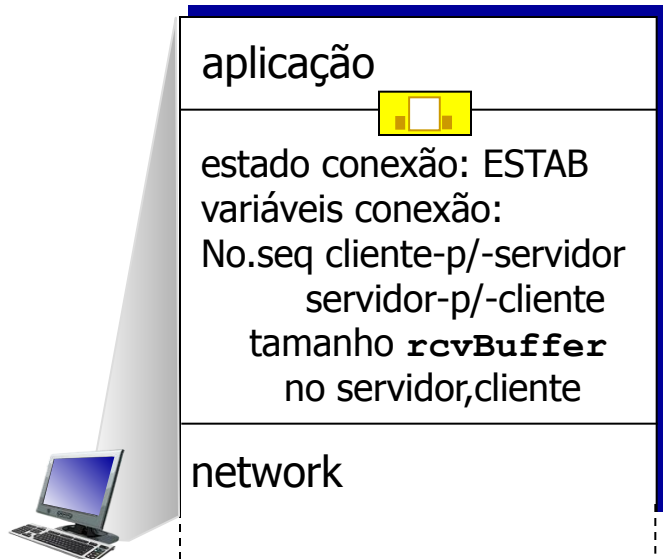 aplicação
estado conexão: ESTAB
variáveis conexão:
No.seq cliente-p/-servidor
servidor-p/-cliente
tamanho rcvBuffer
no servidor,cliente
network